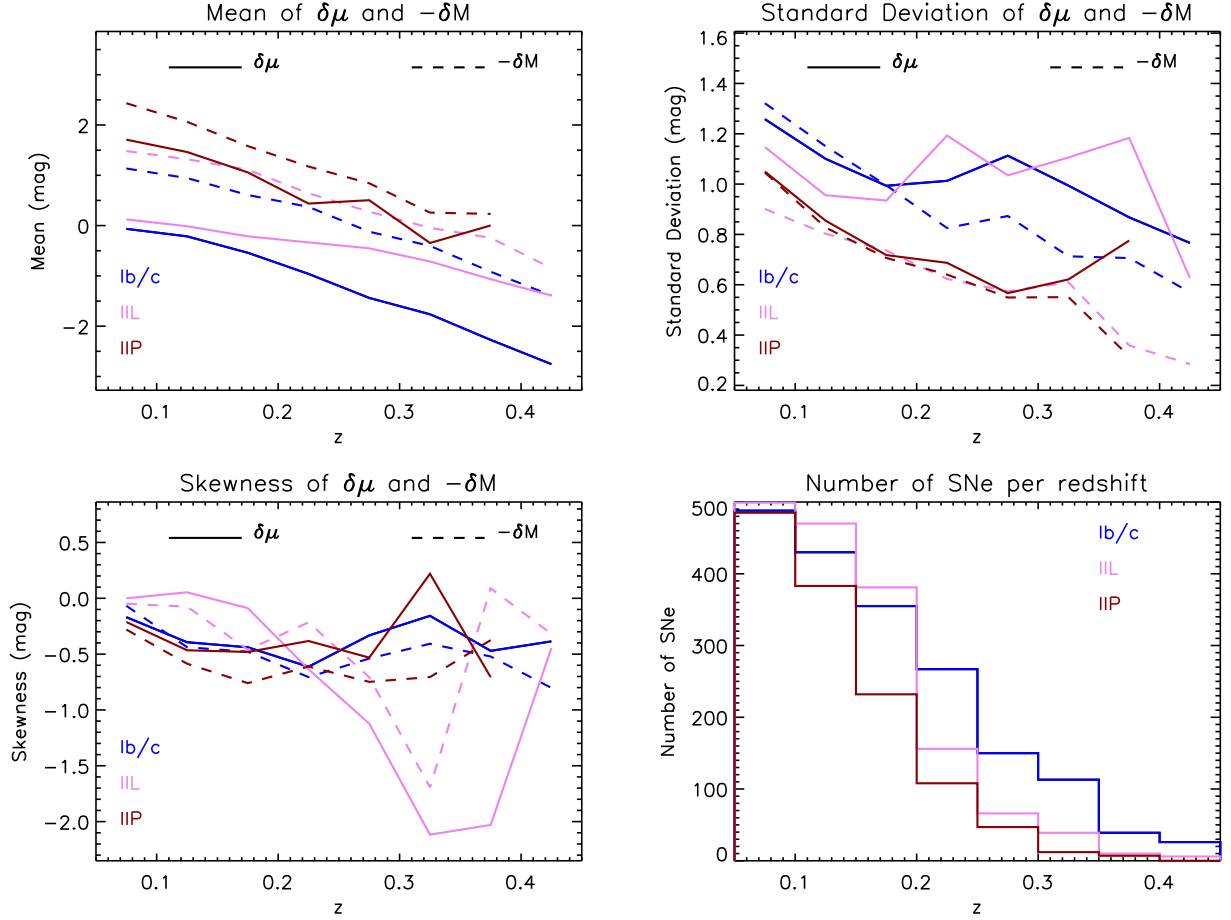 Mean of δμ and −δM
δμ
−δM
2
0
−2
Mean (mag)
Ib/c
IIL
IIP
0.1 0.2 0.3 0.4
z
Standard Deviation of δμ and −δM
δμ
−δM
1.6
1.4
1.2
1.0
0.8
0.6
0.4
0.2
Standard Deviation (mag)
Ib/c
IIL
IIP
0.1 0.2 0.3 0.4
z
Skewness of δμ and −δM
δμ
−δM
0.5
0.0
−0.5
−1.0
−1.5
−2.0
Skewness (mag)
Ib/c
IIL
IIP
0.1 0.2 0.3 0.4
z
Number of SNe per redshift
500
400
300
200
100
0
Number of SNe
Ib/c
IIL
IIP
0.1 0.2 0.3 0.4
z